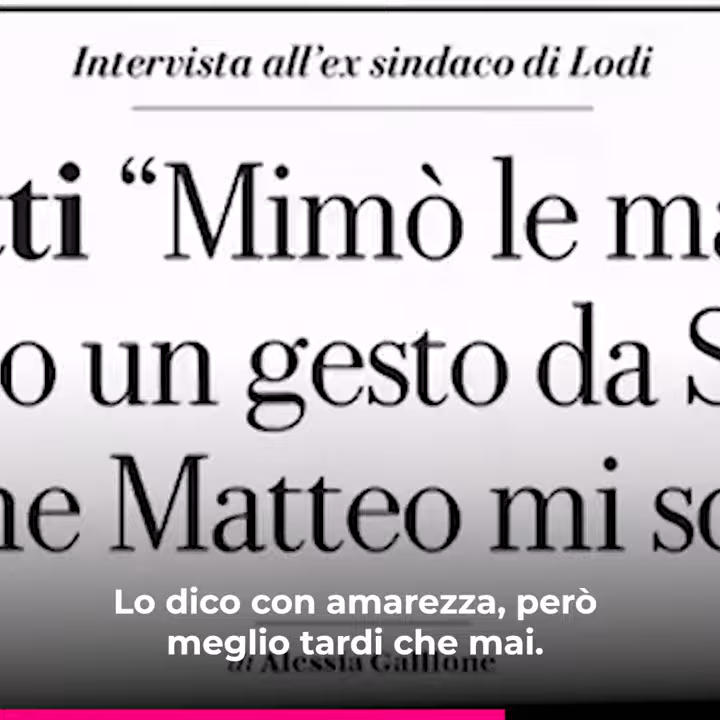 Intervista all'ex sindaco di Lodi
tti “Mimò le ma
o un gesto da S
ne Matteo mi so
Lo dico con amarezza, però
meglio tardi che mai.
di Alessia Gallione